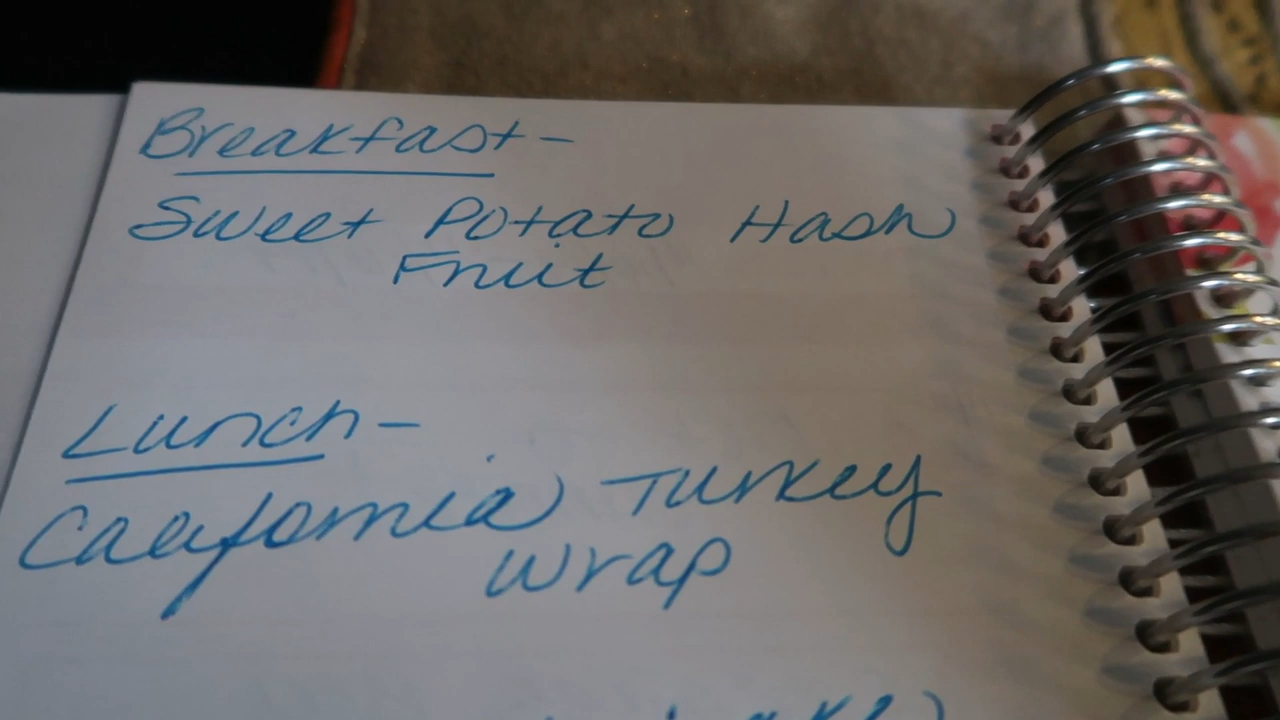 Breakfast-
Sweet Potato Hash
Fruit
Lunch-
California Turkey
wrap